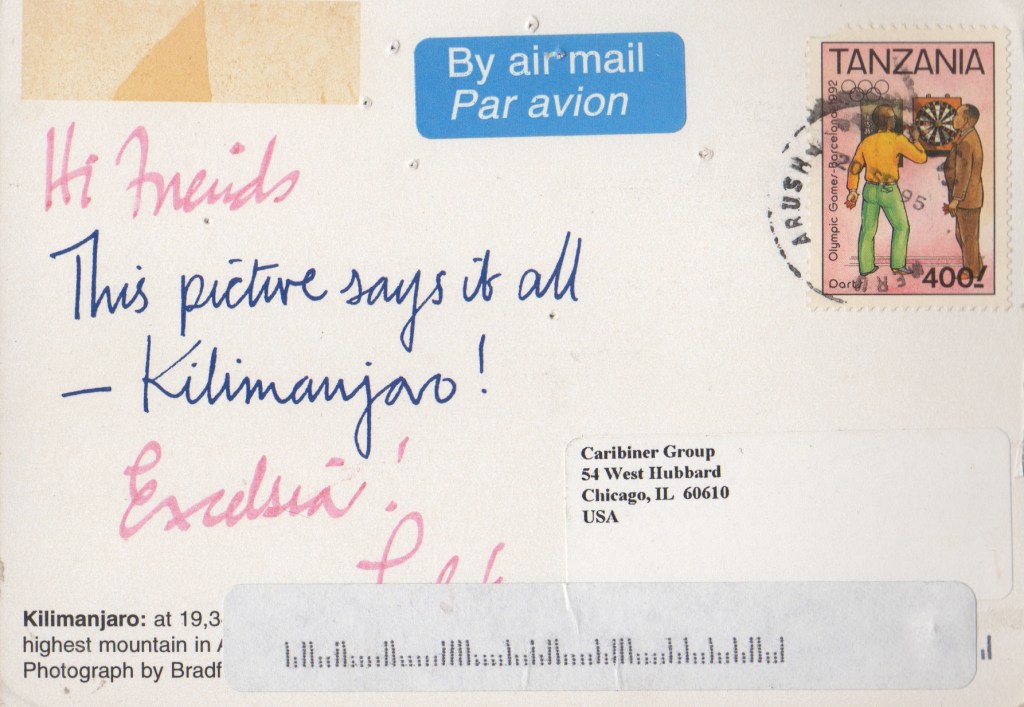 By air mail
Par avion
TANZANIA
Olympic Games-Barcelona 1992
Darts
400/-
ARUSHA
95
Hi Friends
This picture says it all
— Kilimanjaro!
Excelsia!
Caribiner Group
54 West Hubbard
Chicago, IL 60610
USA
Kilimanjaro: at 19,3
highest mountain in A
Photograph by Bradf